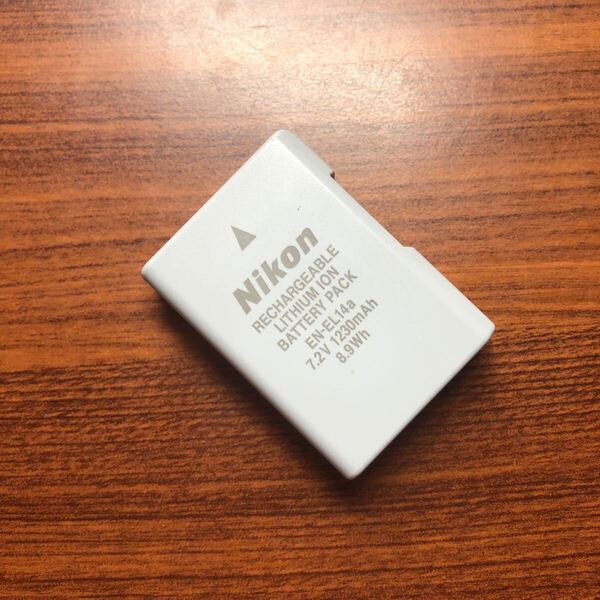 Nikon
RECHARGEABLE
LITHIUM ION
BATTERY PACK
EN-EL14a
7.2V 1230mAh
8.9Wh